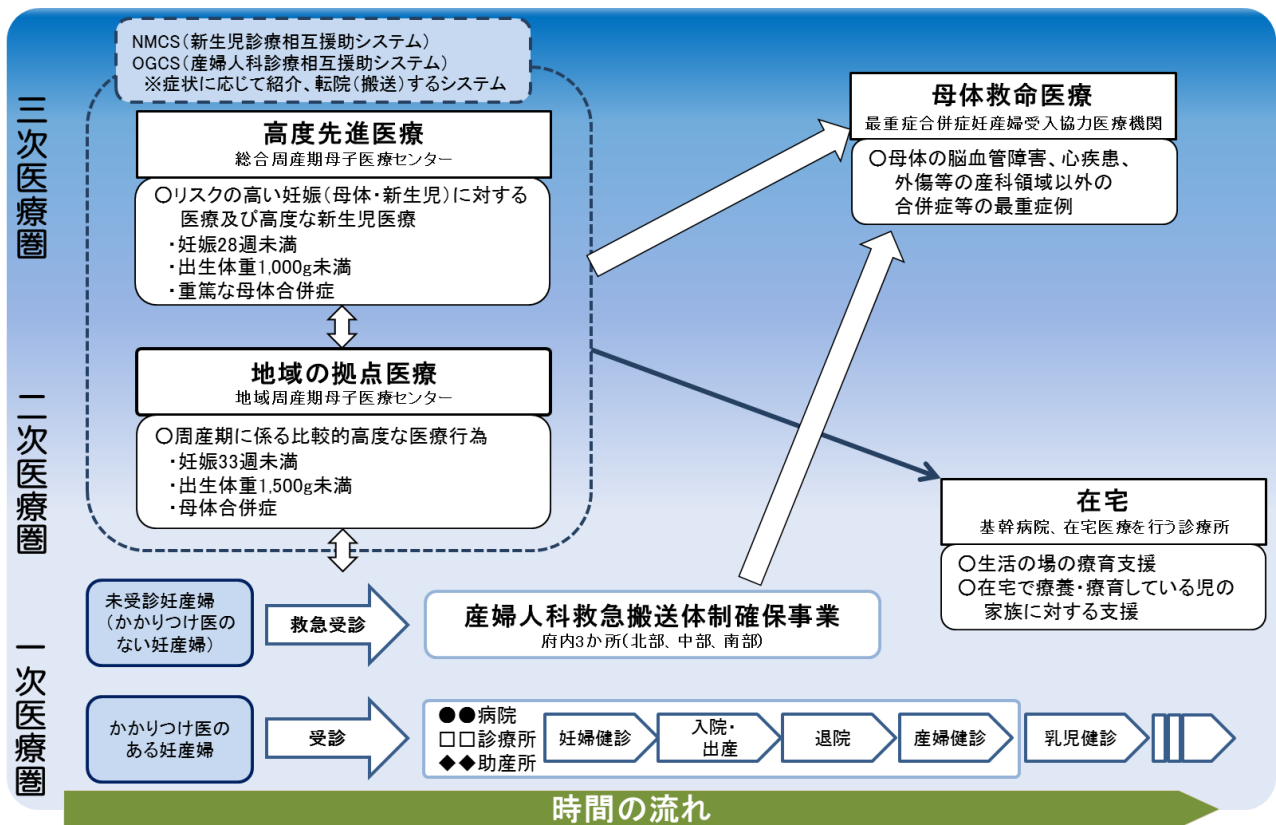 NMCS(新生児診療相互援助システム)
OGCS(産婦人科診療相互援助システム)
※症状に応じて紹介、転院(搬送)するシステム
三次医療圏
高度先進医療
総合周産期母子医療センター
○リスクの高い妊娠(母体・新生児)に対する
医療及び高度な新生児医療
・妊娠28週未満
・出生体重1,000g未満
・重篤な母体合併症
母体救命医療
最重症合併症妊産婦受入協力医療機関
○母体の脳血管障害、心疾患、
外傷等の産科領域以外の
合併症等の最重症例
二次医療圏
地域の拠点医療
地域周産期母子医療センター
○周産期に係る比較的高度な医療行為
・妊娠33週未満
・出生体重1,500g未満
・母体合併症
在宅
基幹病院、在宅医療を行う診療所
○生活の場の療育支援
○在宅で療養・療育している児の
家族に対する支援
一次医療圏
未受診妊産婦
(かかりつけ医の
ない妊産婦)
救急受診
産婦人科救急搬送体制確保事業
府内3か所(北部、中部、南部)
かかりつけ医の
ある妊産婦
受診
●●病院
□□診療所
◆◆助産所
妊婦健診
入院・
出産
退院
産婦健診
乳児健診
時間の流れ